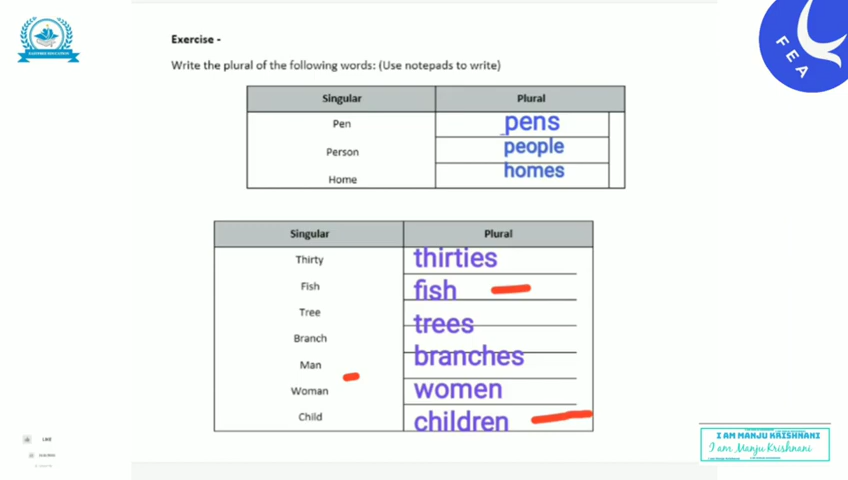 Exercise -
Write the plural of the following words: (Use notepads to write)
Singular Plural
Pen pens
Person people
Home homes
Singular Plural
Thirty thirties
Fish fish
Tree trees
Branch branches
Man
Woman women
Child children
FEA
LIKE
I AM MANJU KRISHNANI
I am Manju Krishnani